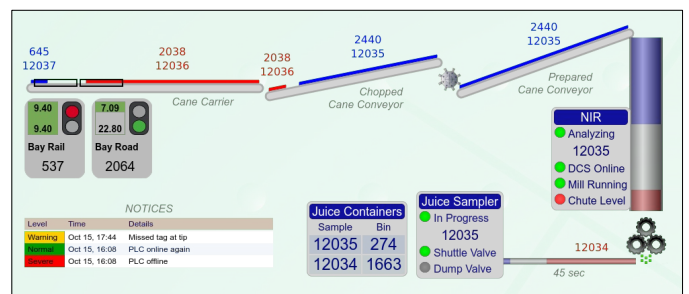 645
12037
2038
12036
2038
12036
2440
12035
2440
12035
Cane Carrier
Chopped
Cane Conveyor
Prepared
Cane Conveyor
9.40
9.40
Bay Rail
537
7.09
22.80
Bay Road
2064
NIR
Analyzing
12035
DCS Online
Mill Running
Chute Level
NOTICES
Level Time Details
Warning Oct 15, 17:44 Missed tag at tip
Normal Oct 15, 16:08 PLC online again
Severe Oct 15, 16:08 PLC offline
Juice Containers
Sample Bin
12035 274
12034 1663
Juice Sampler
In Progress
12035
Shuttle Valve
Dump Valve
12034
45 sec